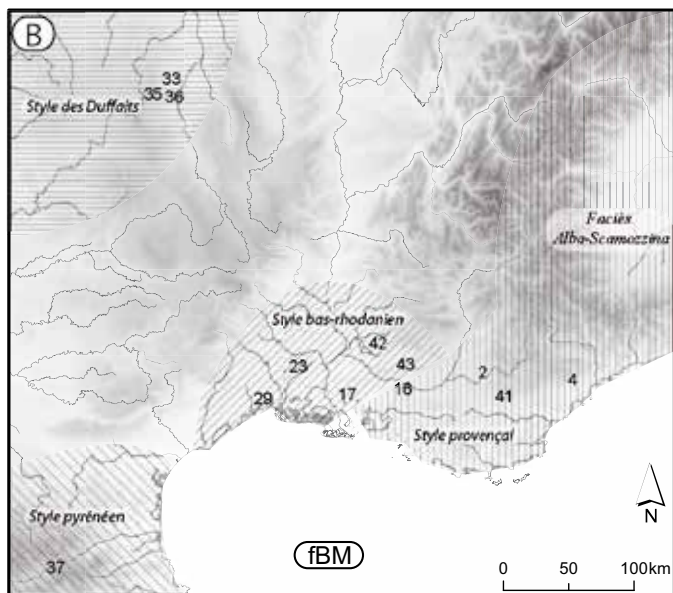 B
33
35 36
Style des Duffaits
Faciès
Alba-Scamozzina
Style bas-rhodanien
42
23
43
2
4
29
17
16
41
Style provençal
Style pyrénéen
37
fBM
N
0 50 100km